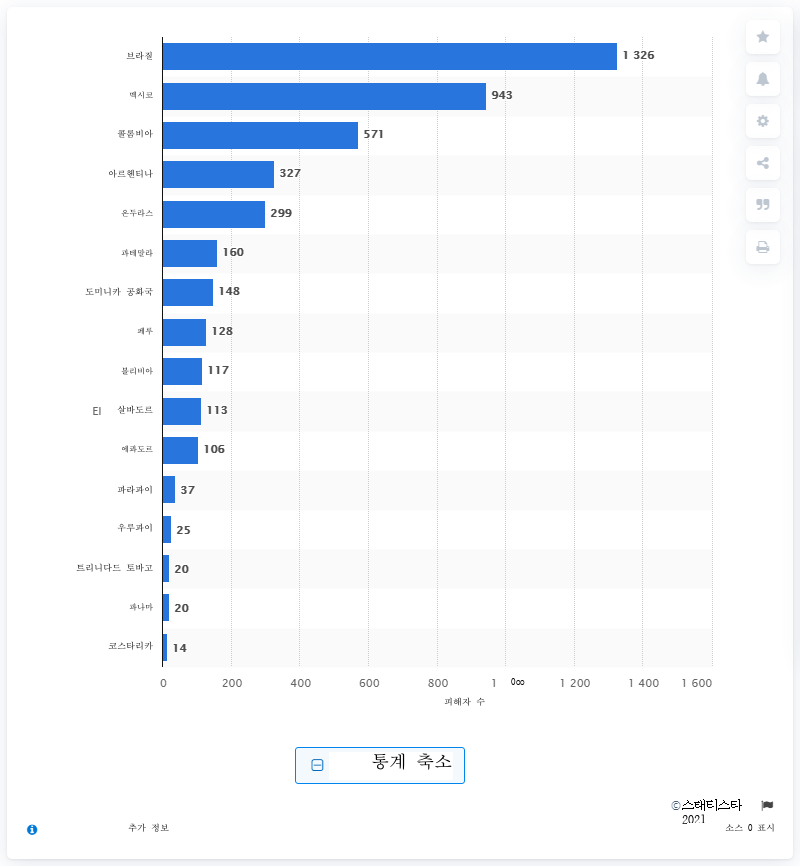 브라질 1 326
멕시코 943
콜롬비아 571
아르헨티나 327
온두라스 299
과테말라 160
도미니카 공화국 148
페루 128
볼리비아 117
El 살바도르 113
에콰도르 106
파라과이 37
우루과이 25
트리니다드 토바고 20
파나마 20
코스타리카 14
0 200 400 600 800 1 0∞ 1 200 1 400 1 600
피해자 수
통계 축소
©스태티스타
2021
추가 정보 소스 0 표시